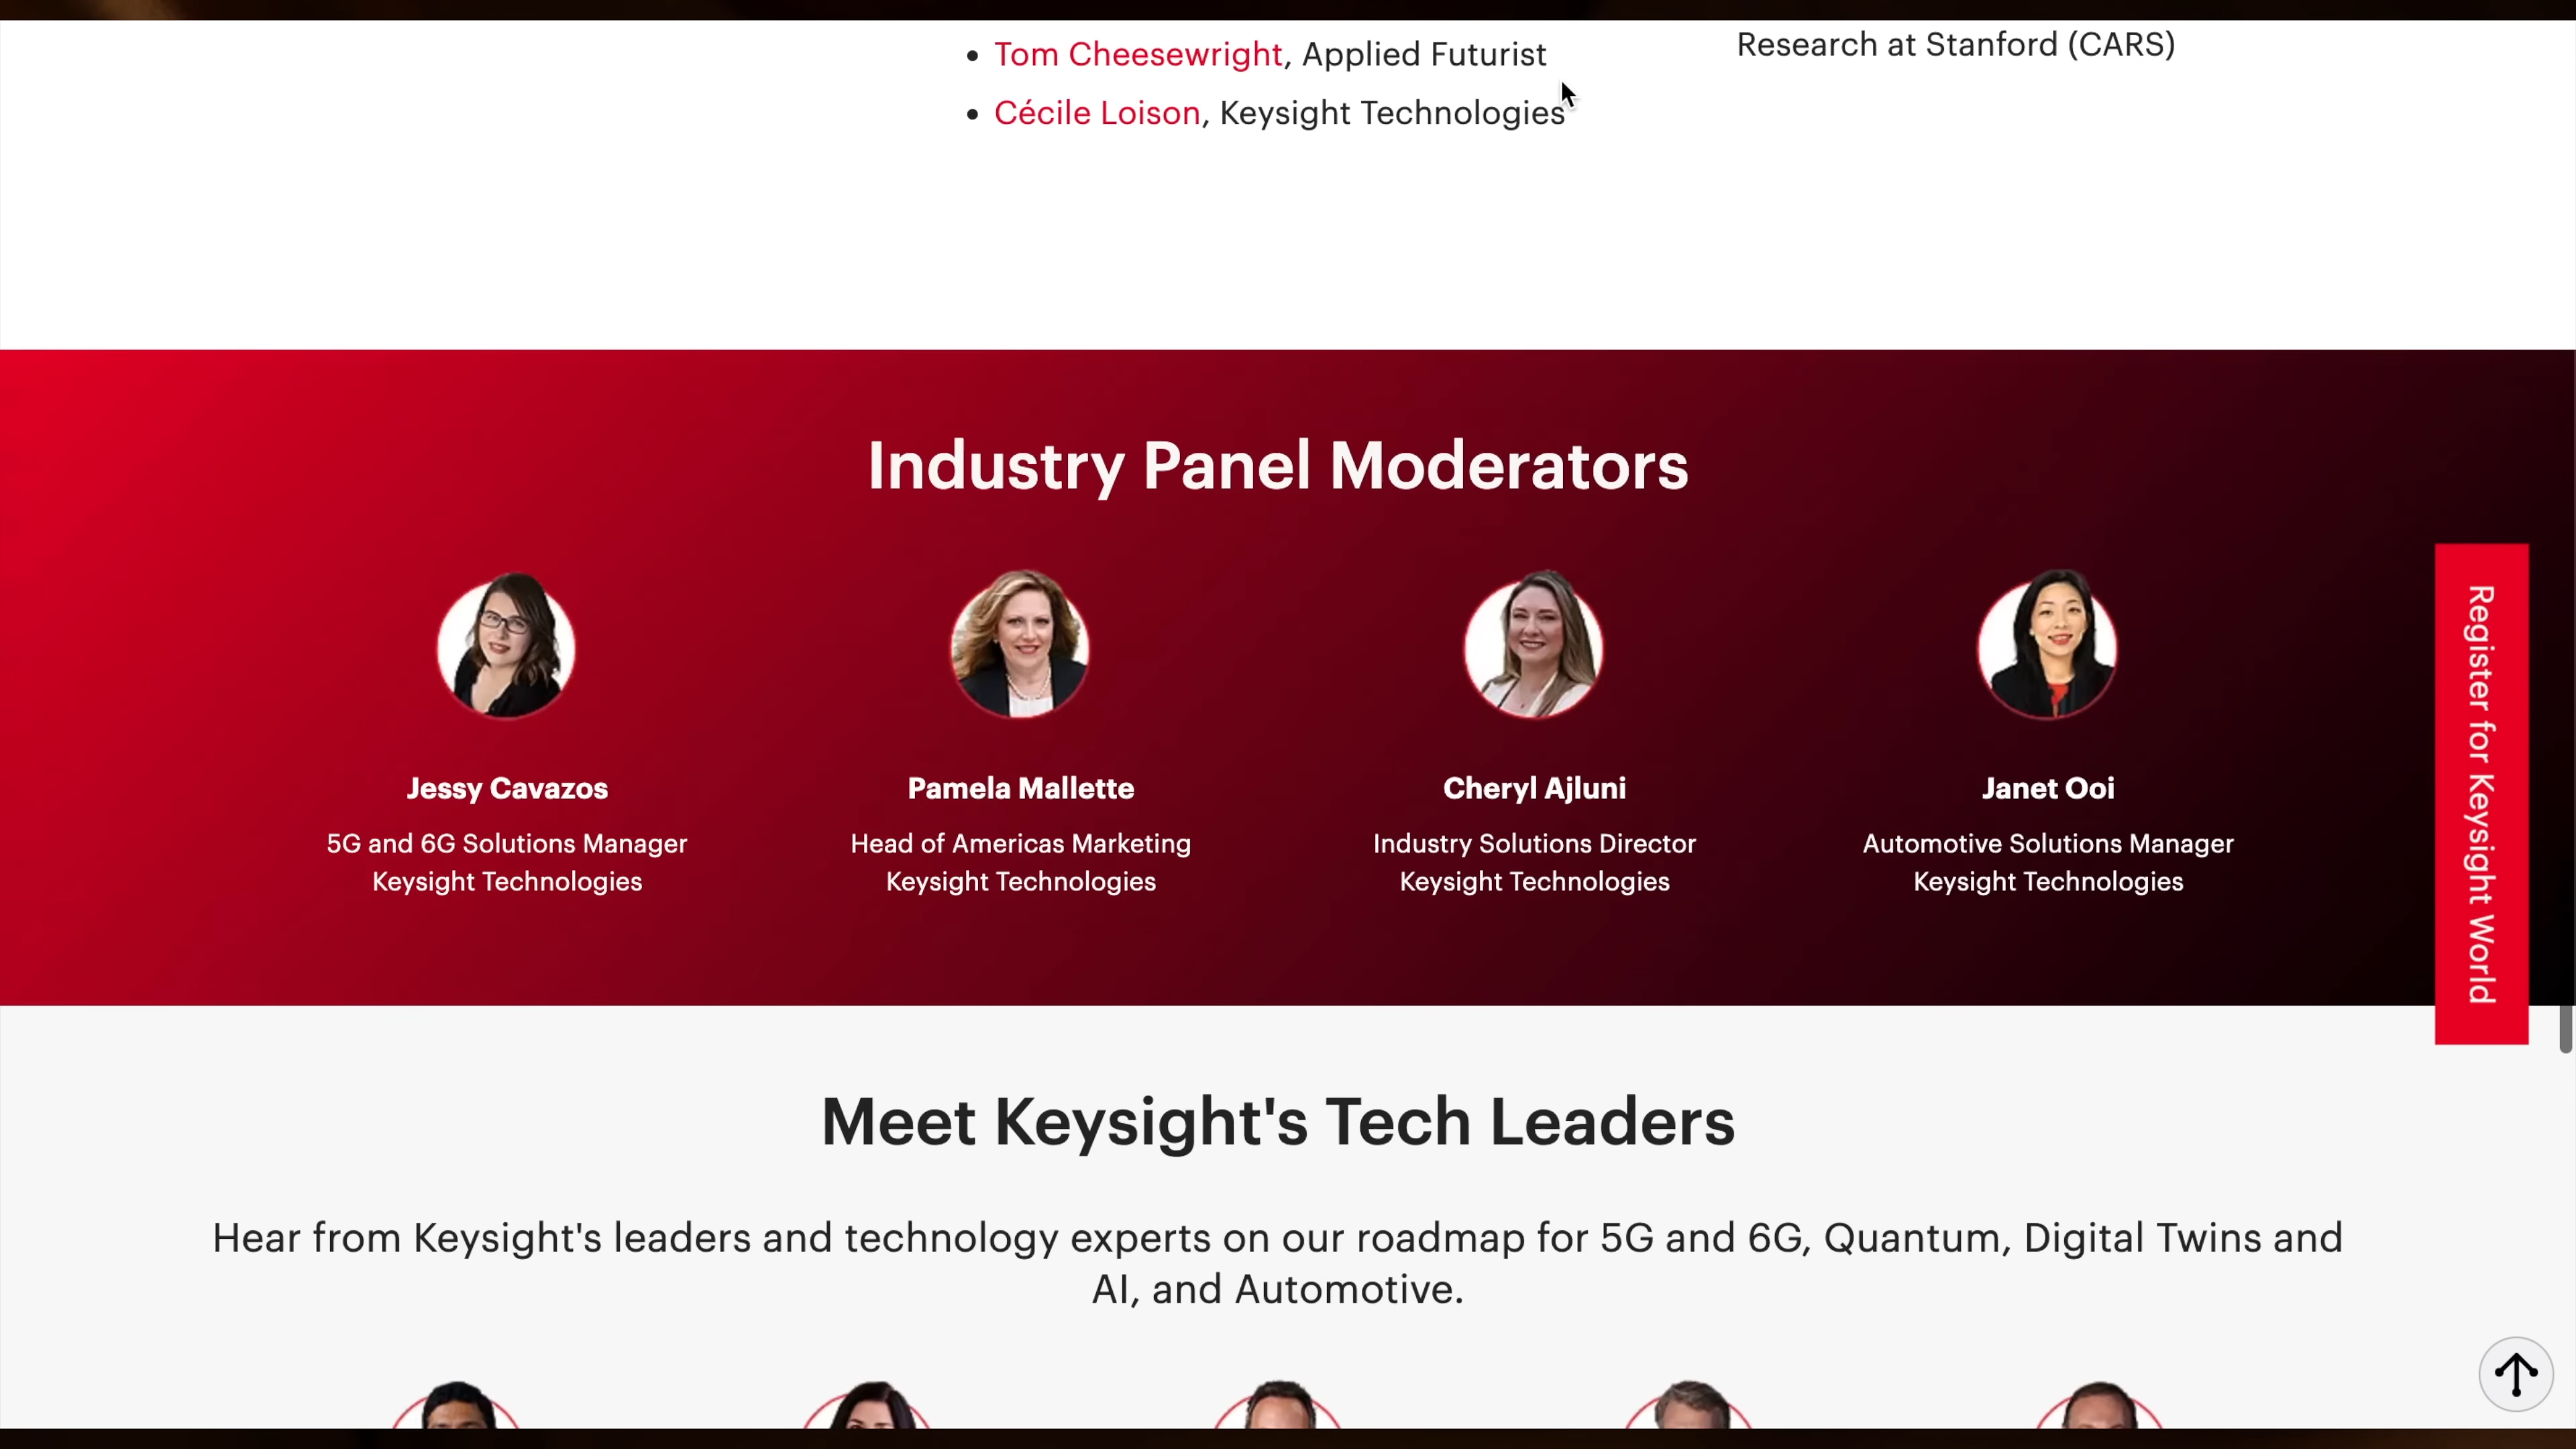 Tom Cheesewright, Applied Futurist
Cécile Loison, Keysight Technologies
Research at Stanford (CARS)
Industry Panel Moderators
Jessy Cavazos
5G and 6G Solutions Manager
Keysight Technologies
Pamela Mallette
Head of Americas Marketing
Keysight Technologies
Cheryl Ajluni
Industry Solutions Director
Keysight Technologies
Janet Ooi
Automotive Solutions Manager
Keysight Technologies
Register for Keysight World
Meet Keysight's Tech Leaders
Hear from Keysight's leaders and technology experts on our roadmap for 5G and 6G, Quantum, Digital Twins and
AI, and Automotive.